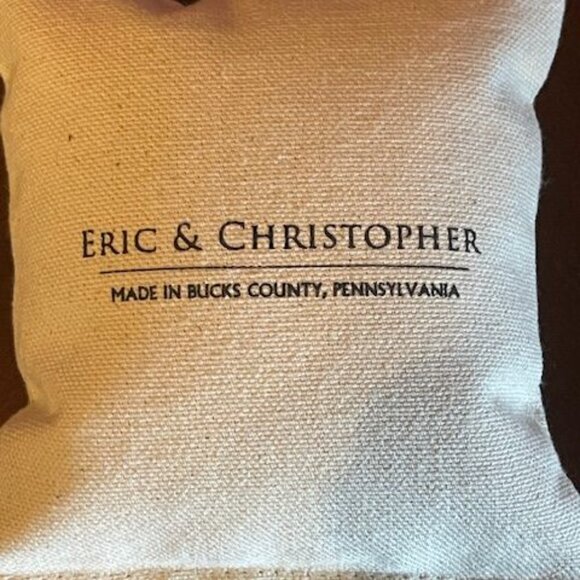 ERIC & CHRISTOPHER
MADE IN BUCKS COUNTY, PENNSYLVANIA